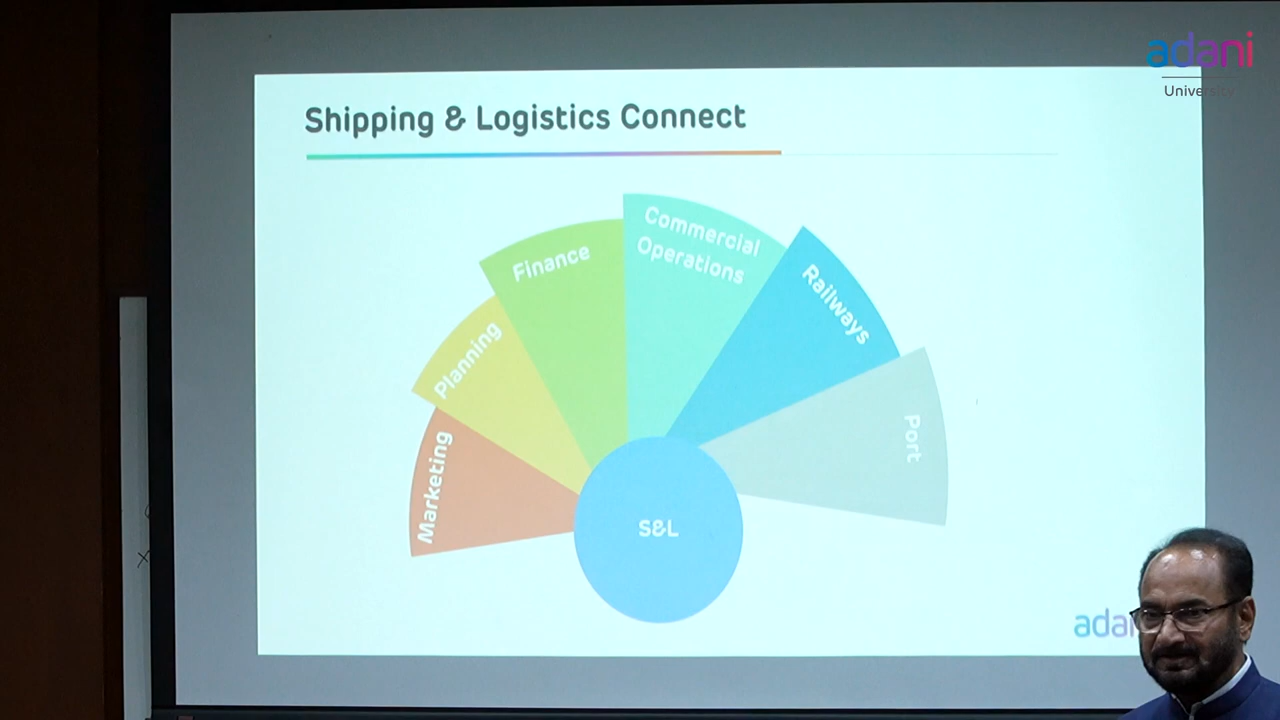 adani
University
Shipping & Logistics Connect
Commercial
Operations
Finance
Railways
Planning
Port
Marketing
S&L
adani